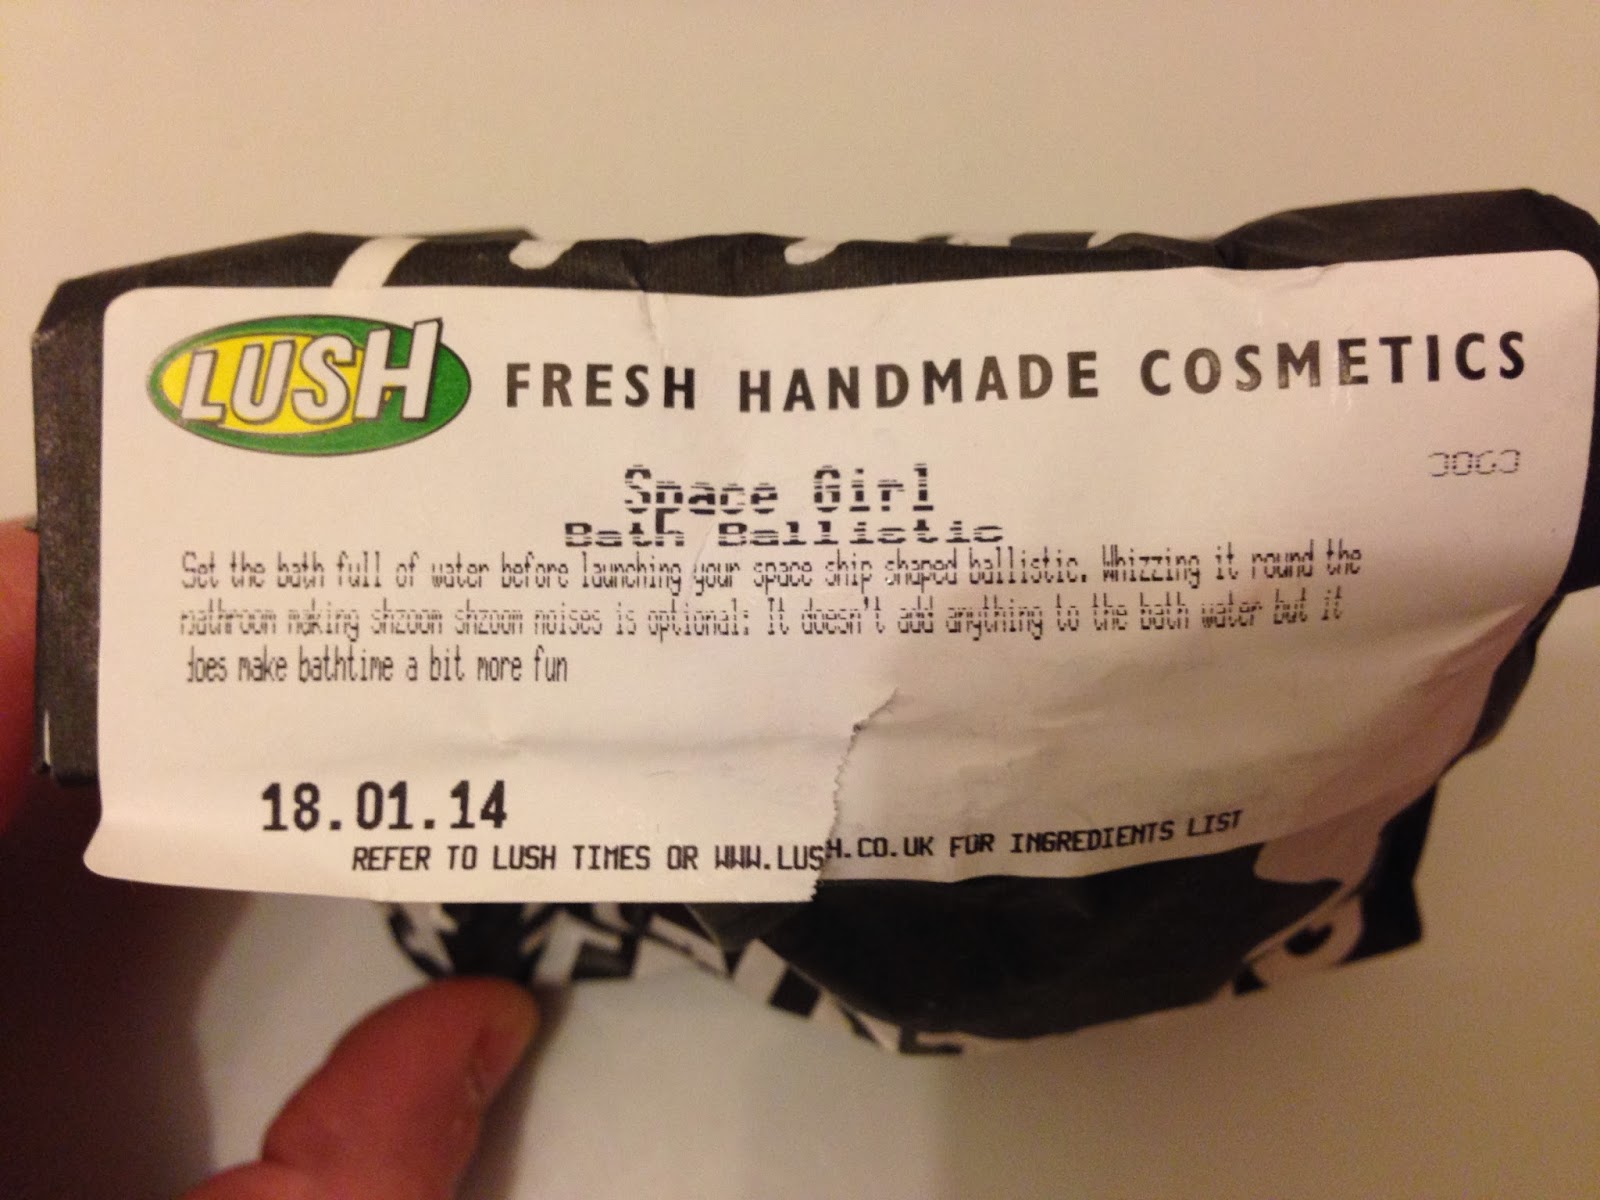 LUSH FRESH HANDMADE COSMETICS
Space Girl
Bath Ballistic
Set the bath full of water before launching your space ship shaped ballistic. Whizzing it round the
bathroom making shzoom shzoom noises is optional: It doesn't add anything to the bath water but it
does make bathtime a bit more fun
18.01.14
REFER TO LUSH TIMES OR WWW.LUSH.CO.UK FOR INGREDIENTS LIST